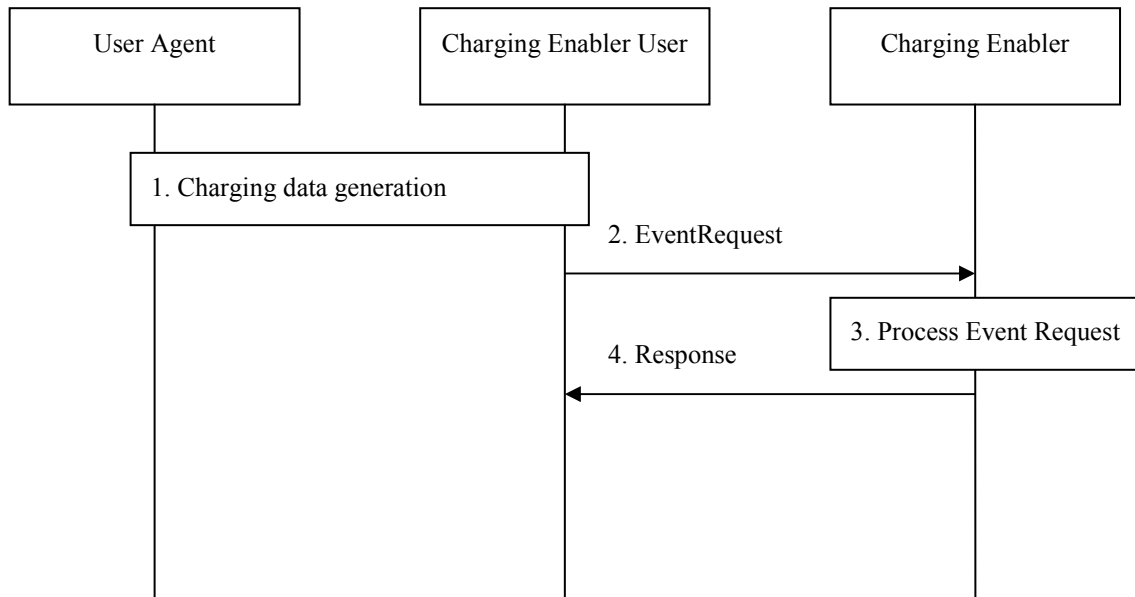 User Agent
Charging Enabler User
Charging Enabler
1. Charging data generation
2. EventRequest
3. Process Event Request
4. Response